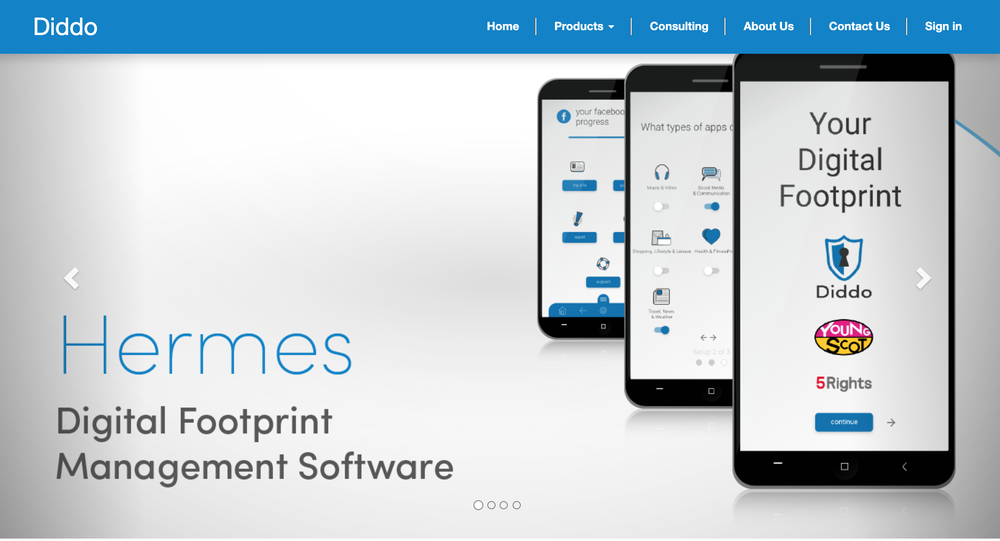 Diddo
Home
Products
Consulting
About Us
Contact Us
Sign in
your faceboo
progress
my info
report
support
What types of apps
Music & Video
Social Media
& Communication
Shopping, Lifestyle & Leisure
Health & Fitness
Travel, News
& Weather
Setup 2 of 3
Your
Digital
Footprint
Diddo
YOUNG
SCOT
5Rights
continue
Hermes
Digital Footprint
Management Software